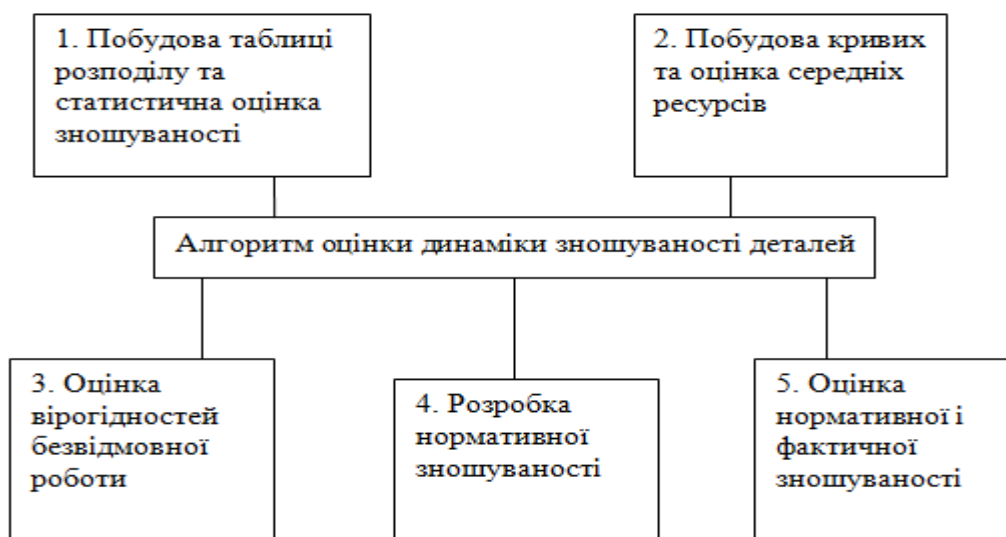 1. Побудова таблиці
розподілу та
статистична оцінка
зношуваності
2. Побудова кривих
та оцінка середніх
ресурсів
Алгоритм оцінки динаміки зношуваності деталей
3. Оцінка
вірогідностей
безвідмовної
роботи
4. Розробка
нормативної
зношуваності
5. Оцінка
нормативної і
фактичної
зношуваності